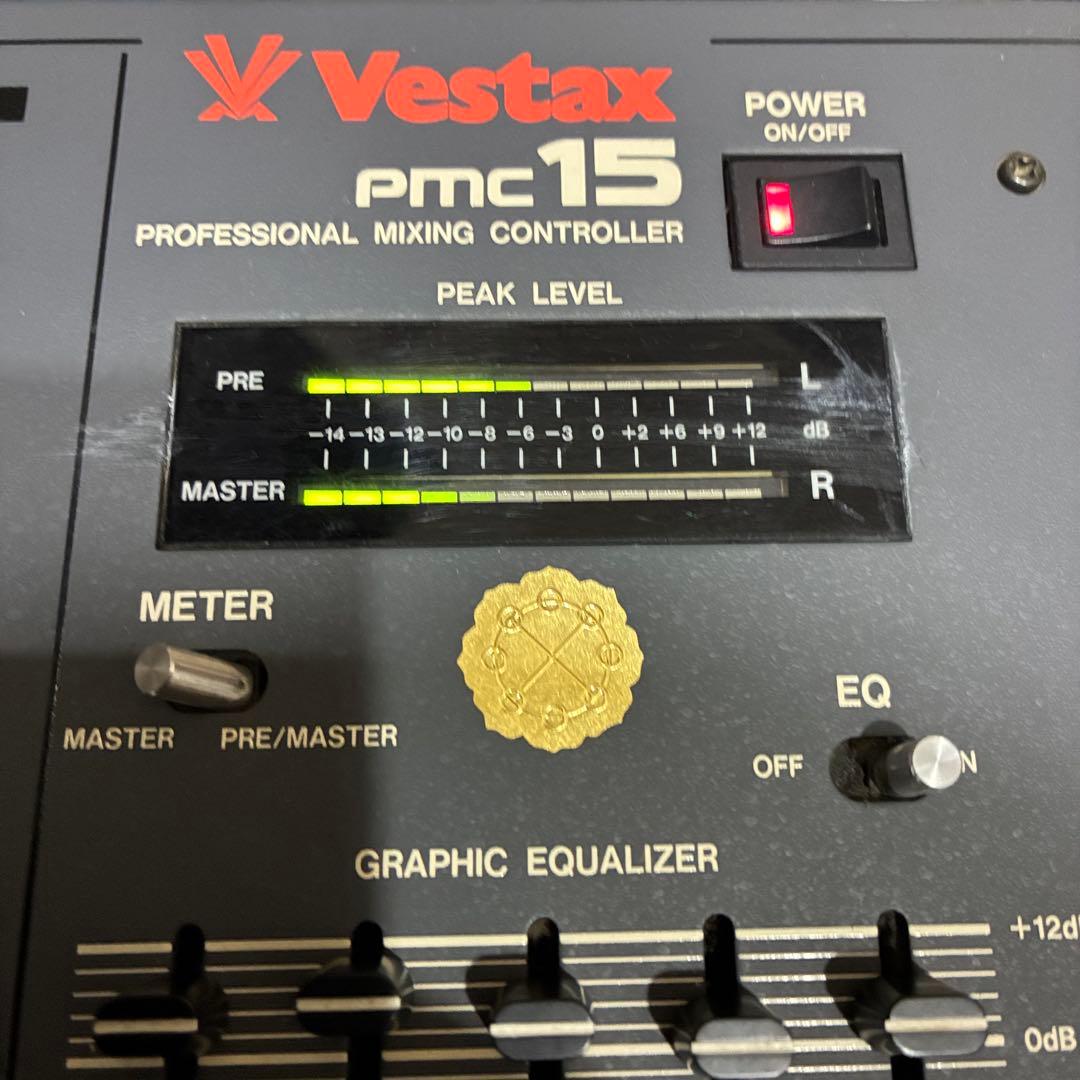 Vestax
PMC15
PROFESSIONAL MIXING CONTROLLER
POWER
ON/OFF
PEAK LEVEL
PRE L
-14 -13 -12 -10 -8 -6 -3 0 +2 +6 +9 +12 dB
MASTER R
METER
MASTER PRE/MASTER
EQ
OFF N
GRAPHIC EQUALIZER
+12d
0dB